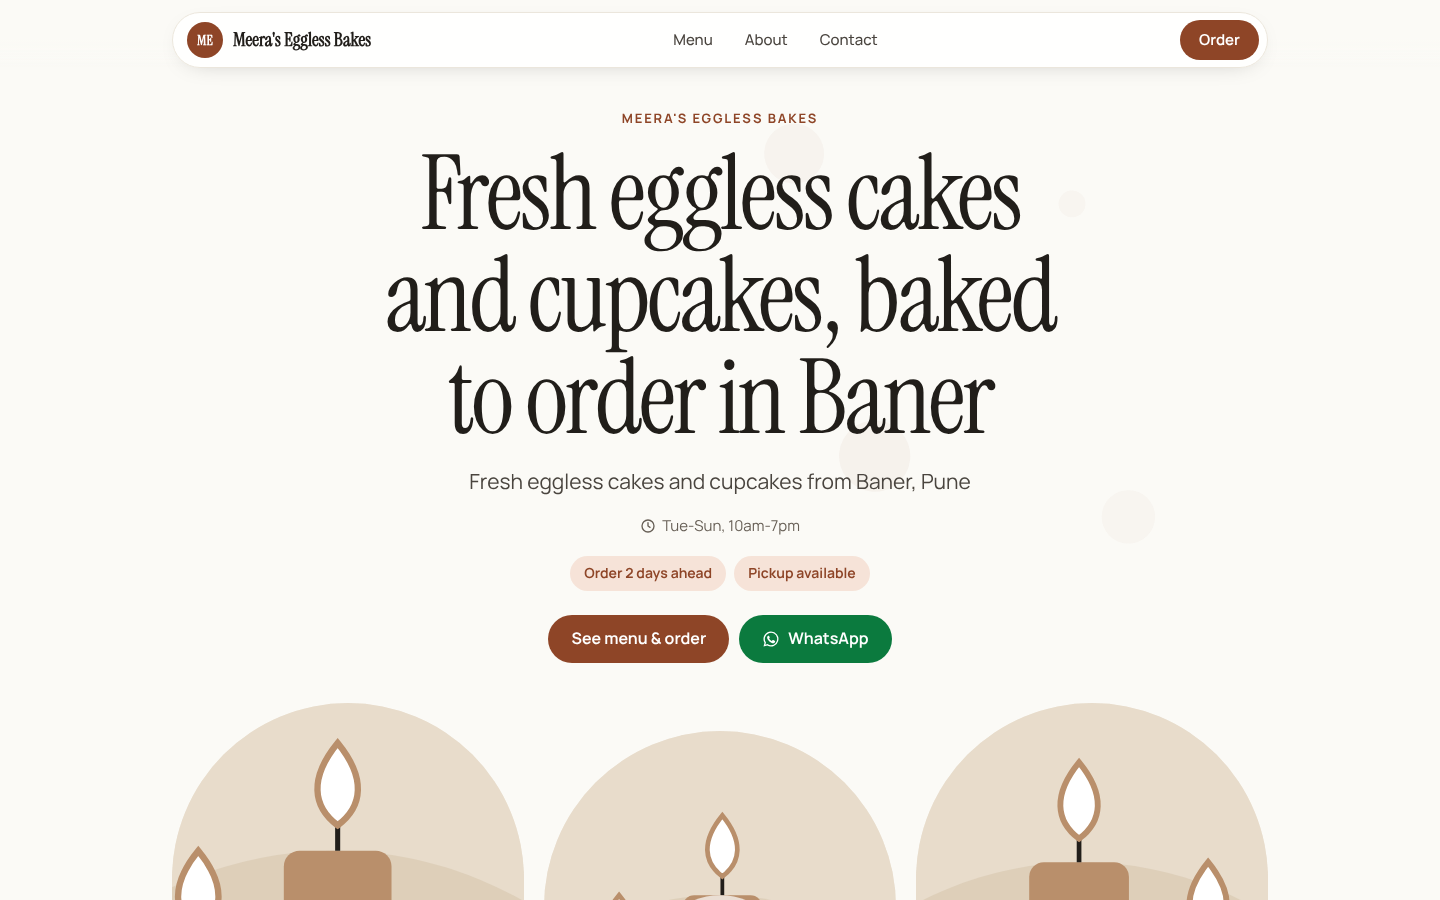 ME
Meera's Eggless Bakes
Menu
About
Contact
Order
MEERA'S EGGLESS BAKES
Fresh eggless cakes
and cupcakes, baked
to order in Baner
Fresh eggless cakes and cupcakes from Baner, Pune
Tue-Sun, 10am-7pm
Order 2 days ahead
Pickup available
See menu & order
WhatsApp